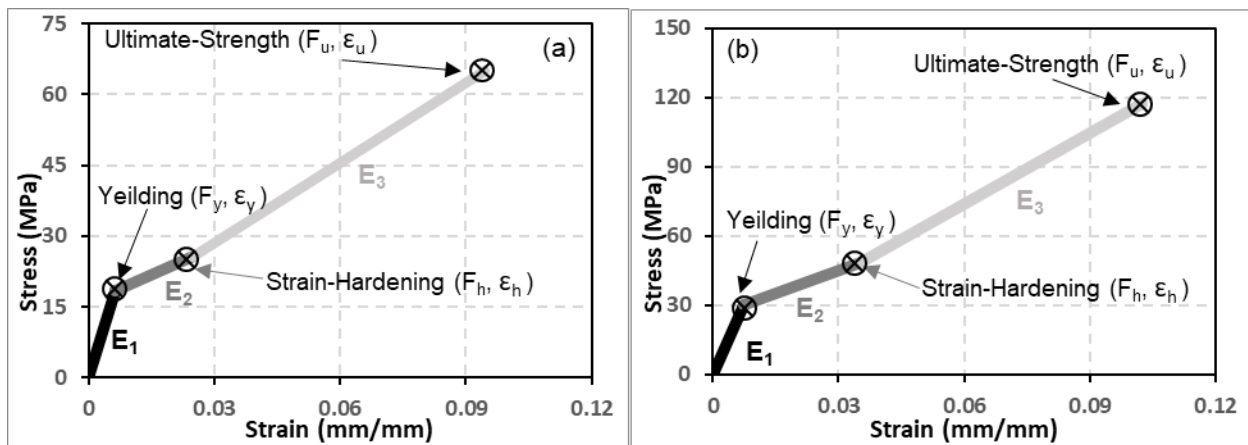 75
60
45
30
15
0
Stress (MPa)
(a)
Ultimate-Strength (Fu, εu)
Yeilding (Fy, εy)
Strain-Hardening (Fh, εh)
E1
E2
E3
0
0.03
0.06
0.09
0.12
Strain (mm/mm)
150
120
90
60
30
0
Stress (MPa)
(b)
Ultimate-Strength (Fu, εu)
Yeilding (Fy, εy)
Strain-Hardening (Fh, εh)
E1
E2
E3
0
0.03
0.06
0.09
0.12
Strain (mm/mm)